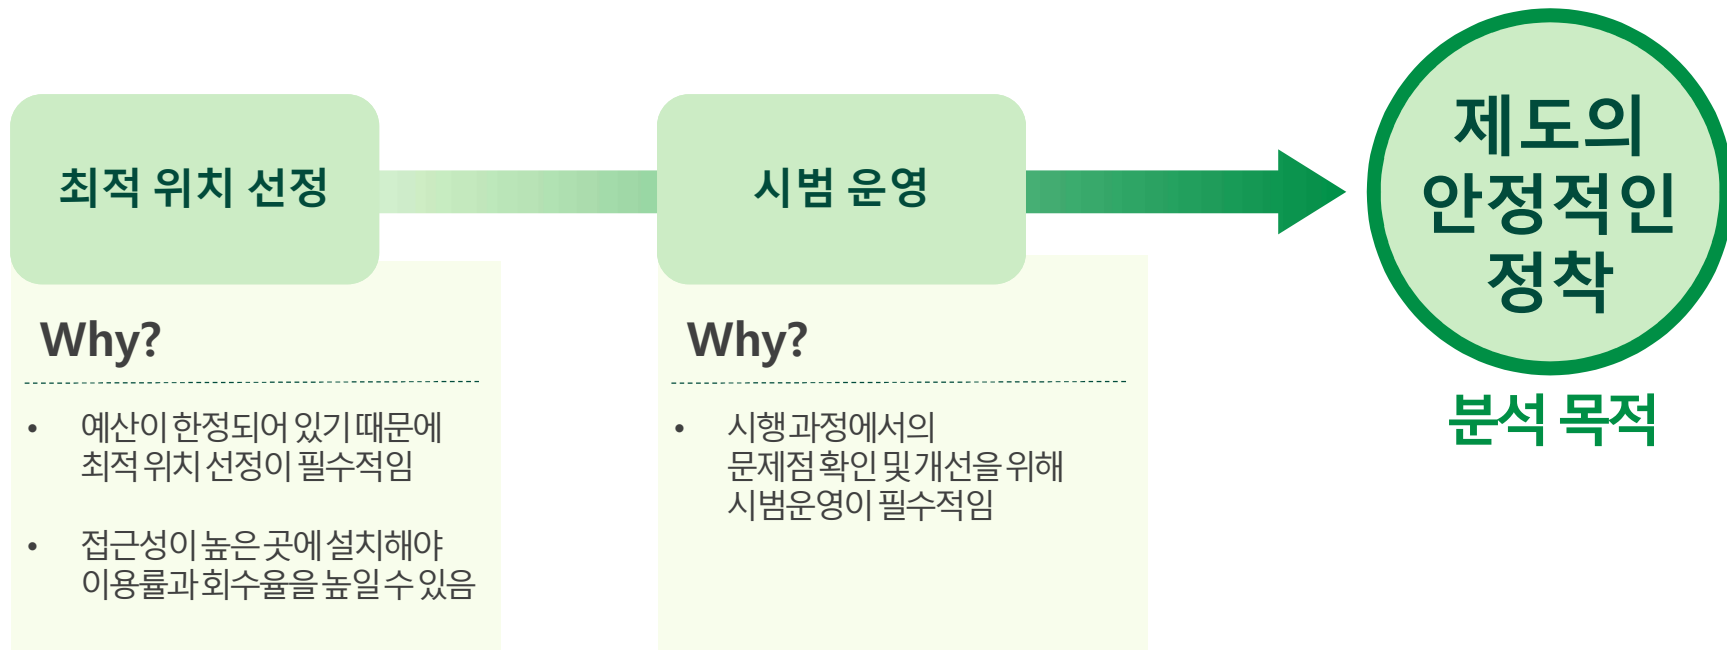 최적 위치 선정
Why?
• 예산이 한정되어 있기 때문에
최적 위치 선정이 필수적임
• 접근성이 높은 곳에 설치해야
이용률과 회수율을 높일 수 있음
시범 운영
Why?
• 시행 과정에서의
문제점 확인 및 개선을 위해
시범운영이 필수적임
제도의
안정적인
정착
분석 목적